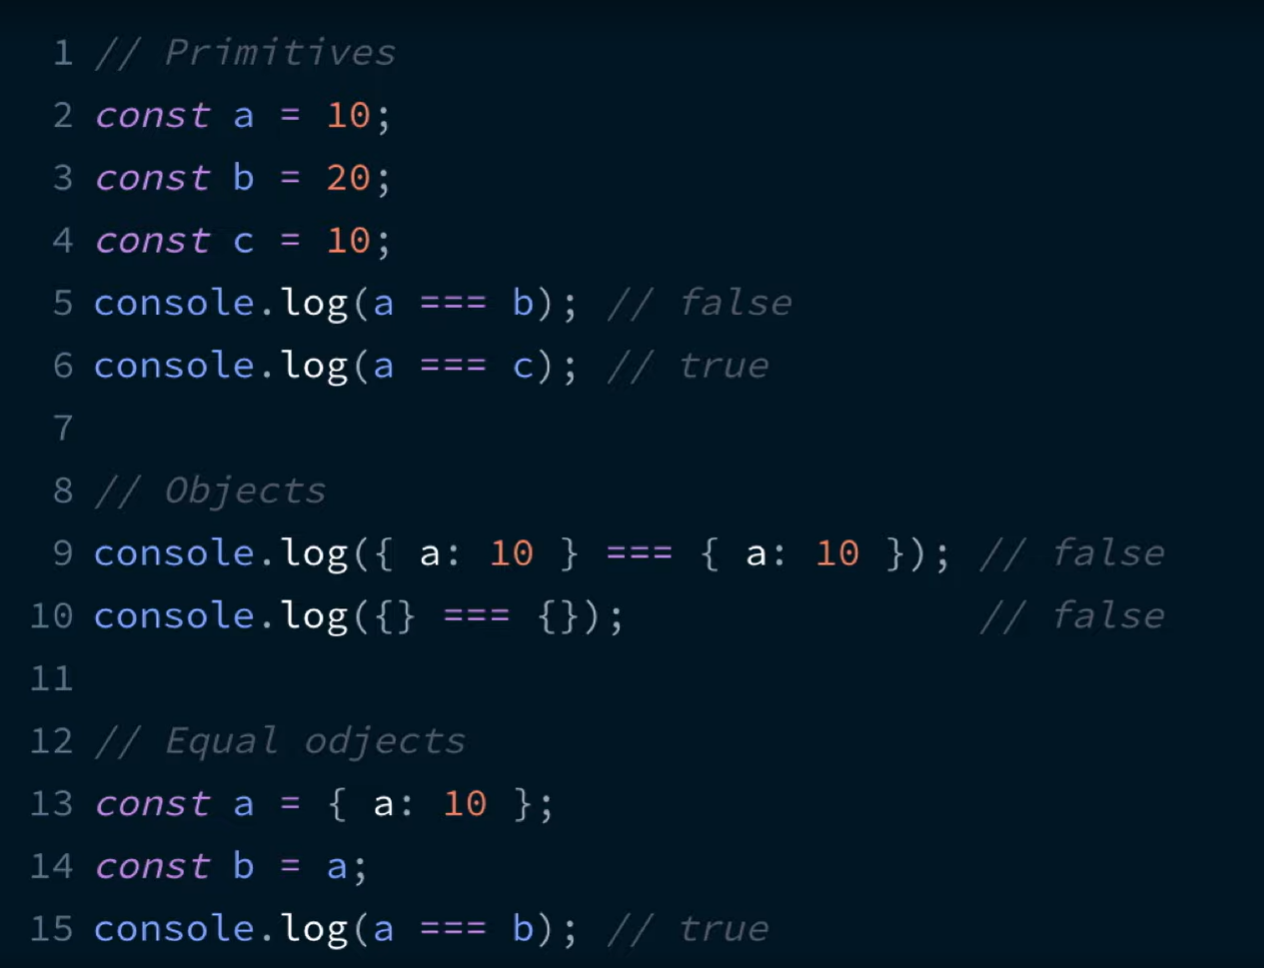 1 // Primitives
2 const a = 10;
3 const b = 20;
4 const c = 10;
5 console.log(a === b); // false
6 console.log(a === c); // true
7
8 // Objects
9 console.log({ a: 10 } === { a: 10 }); // false
10 console.log({} === {});               // false
11
12 // Equal odjects
13 const a = { a: 10 };
14 const b = a;
15 console.log(a === b); // true